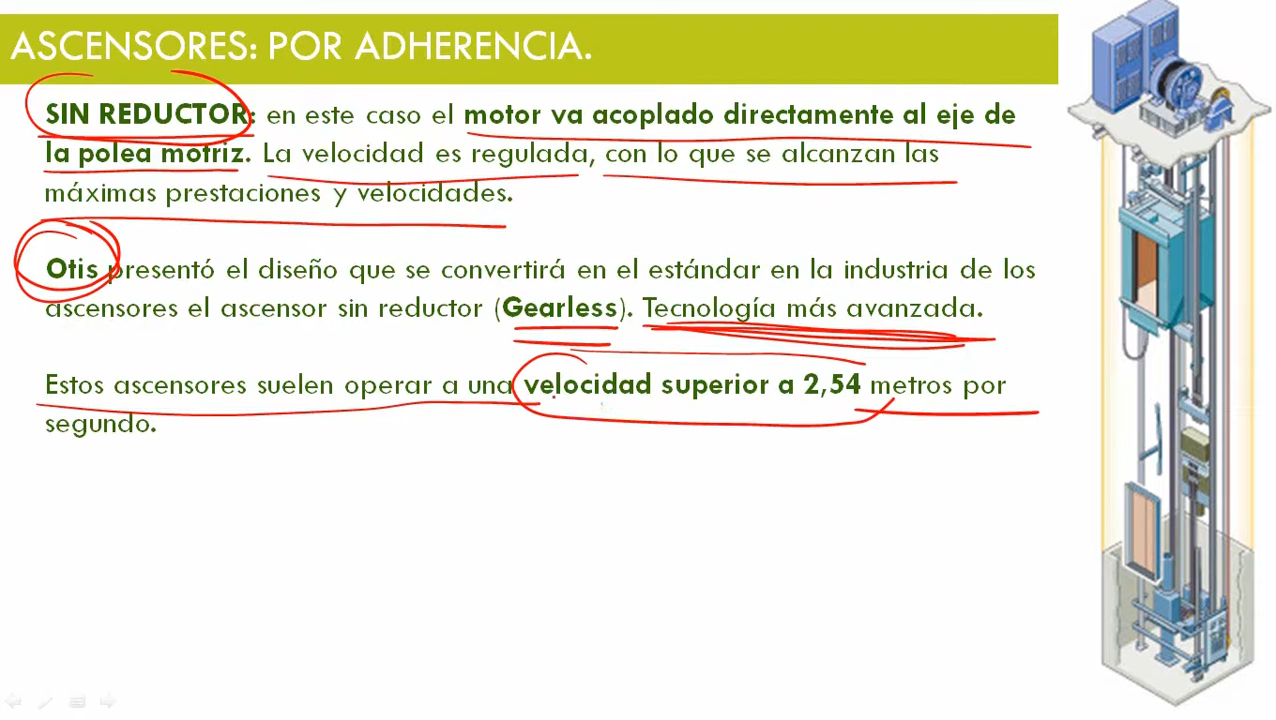 ASCENSORES: POR ADHERENCIA.
SIN REDUCTOR: en este caso el motor va acoplado directamente al eje de
la polea motriz. La velocidad es regulada, con lo que se alcanzan las
máximas prestaciones y velocidades.
Otis presentó el diseño que se convertirá en el estándar en la industria de los
ascensores el ascensor sin reductor (Gearless). Tecnología más avanzada.
Estos ascensores suelen operar a una velocidad superior a 2,54 metros por
segundo.